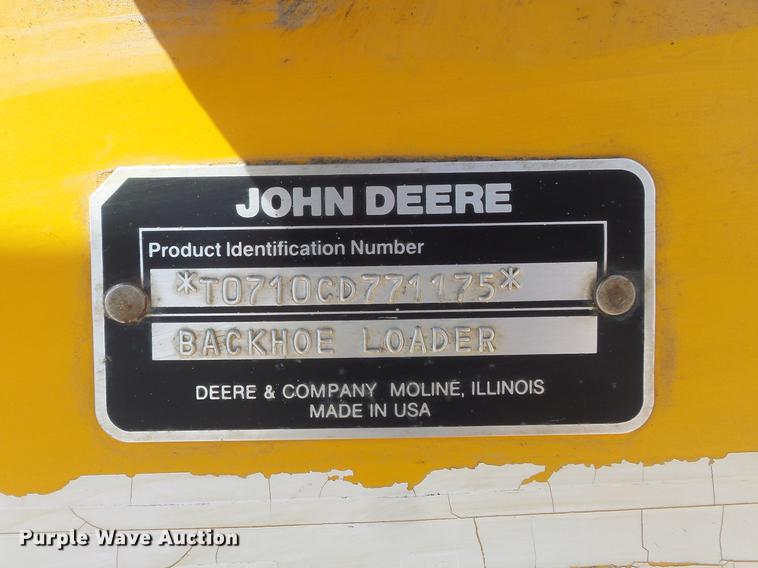 JOHN DEERE
Product Identification Number
*T0710CD771175*
BACKHOE LOADER
DEERE & COMPANY MOLINE, ILLINOIS
MADE IN USA
Purple Wave Auction